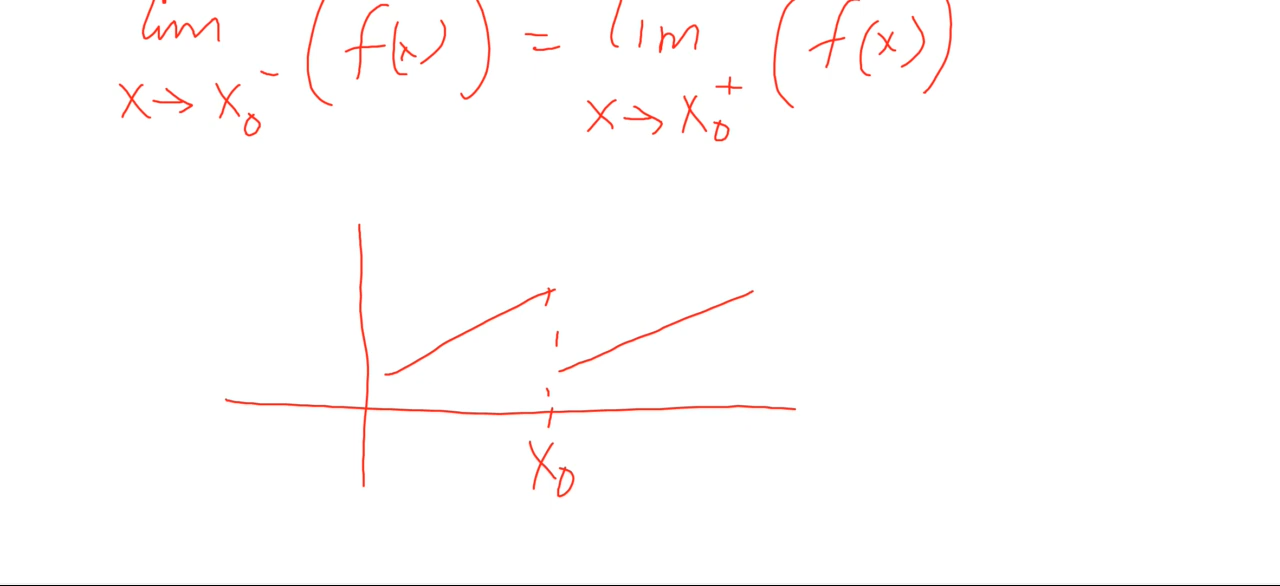 lim (f(x)) = lim (f(x))
x→x₀⁻ x→x₀⁺
x₀